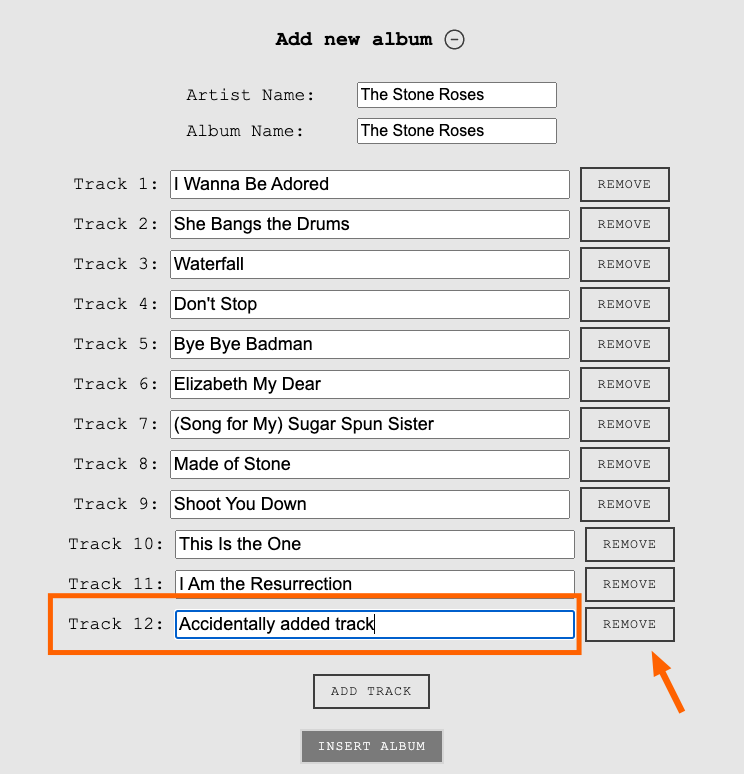 Add new album
Artist Name: The Stone Roses
Album Name: The Stone Roses
Track 1: I Wanna Be Adored REMOVE
Track 2: She Bangs the Drums REMOVE
Track 3: Waterfall REMOVE
Track 4: Don't Stop REMOVE
Track 5: Bye Bye Badman REMOVE
Track 6: Elizabeth My Dear REMOVE
Track 7: (Song for My) Sugar Spun Sister REMOVE
Track 8: Made of Stone REMOVE
Track 9: Shoot You Down REMOVE
Track 10: This Is the One REMOVE
Track 11: I Am the Resurrection REMOVE
Track 12: Accidentally added track REMOVE
ADD TRACK
INSERT ALBUM